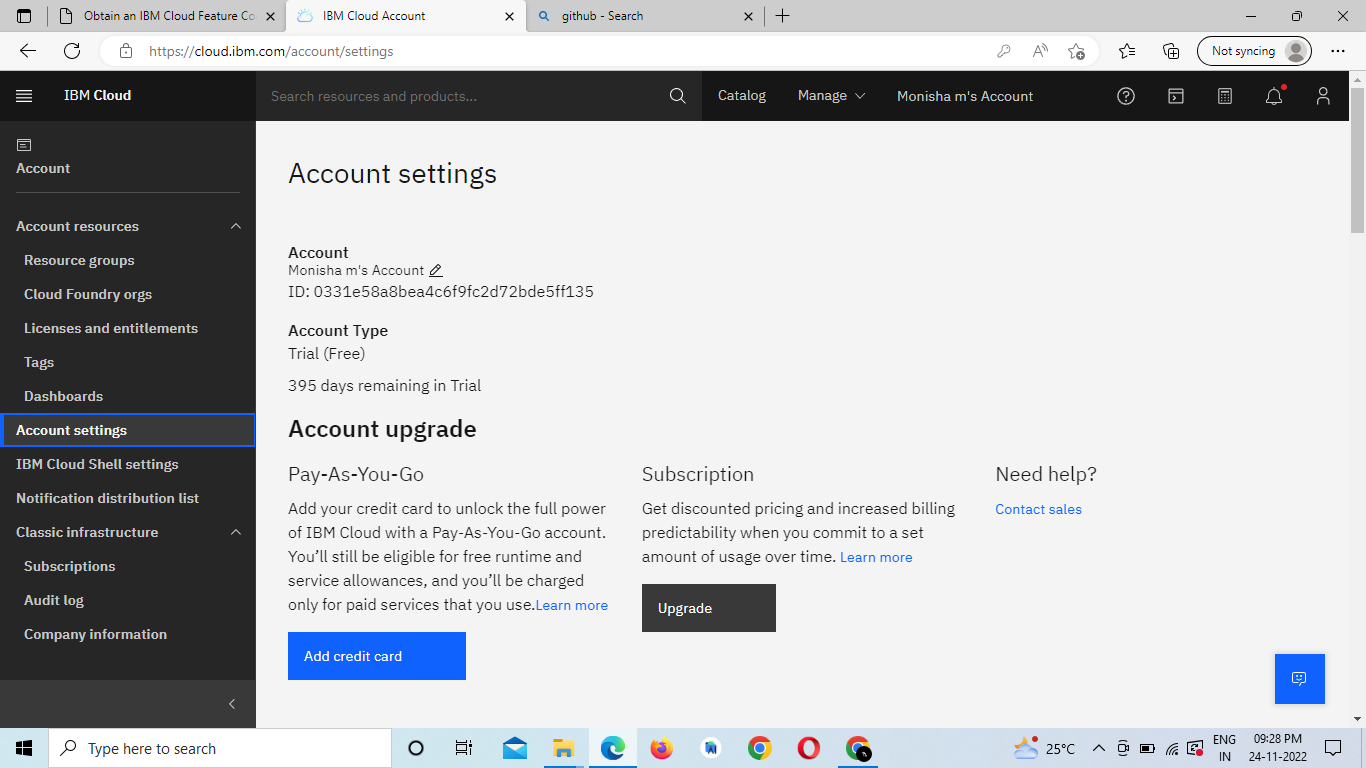 Obtain an IBM Cloud Feature Co
IBM Cloud Account
github - Search
https://cloud.ibm.com/account/settings
Not syncing
IBM Cloud
Search resources and products...
Catalog
Manage
Monisha m's Account
Account
Account resources
Resource groups
Cloud Foundry orgs
Licenses and entitlements
Tags
Dashboards
Account settings
IBM Cloud Shell settings
Notification distribution list
Classic infrastructure
Subscriptions
Audit log
Company information
Account settings
Account
Monisha m's Account
ID: 0331e58a8bea4c6f9fc2d72bde5ff135
Account Type
Trial (Free)
395 days remaining in Trial
Account upgrade
Pay-As-You-Go
Add your credit card to unlock the full power
of IBM Cloud with a Pay-As-You-Go account.
You’ll still be eligible for free runtime and
service allowances, and you’ll be charged
only for paid services that you use.Learn more
Add credit card
Subscription
Get discounted pricing and increased billing
predictability when you commit to a set
amount of usage over time. Learn more
Upgrade
Need help?
Contact sales
Type here to search
25°C
ENG
IN
09:28 PM
24-11-2022